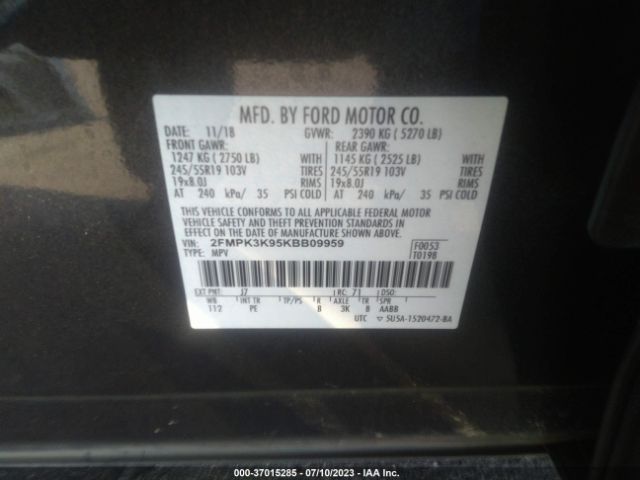 MFD. BY FORD MOTOR CO.
DATE: 11/18 GVWR: 2390 KG ( 5270 LB)
FRONT GAWR: REAR GAWR:
1247 KG ( 2750 LB) WITH 1145 KG ( 2525 LB) WITH
245/55R19 103V TIRES 245/55R19 103V TIRES
19x8.0J RIMS 19x8.0J RIMS
AT 240 kPa/ 35 PSI COLD AT 240 kPa/ 35 PSI COLD
THIS VEHICLE CONFORMS TO ALL APPLICABLE FEDERAL MOTOR
VEHICLE SAFETY AND THEFT PREVENTION STANDARDS IN
EFFECT ON THE DATE OF MANUFACTURE SHOWN ABOVE.
VIN: 2FMPK3K95KBB09959 F0053
TYPE: MPV T0198
EXT PNT: J7 RC: 71 DSO:
WB INT TR TP/PS R AXLE TR SPR
112 PE 8 3K 8 AABB
UTC ▽ 5U5A-1520472-BA
000-37015285 - 07/10/2023 - IAA Inc.